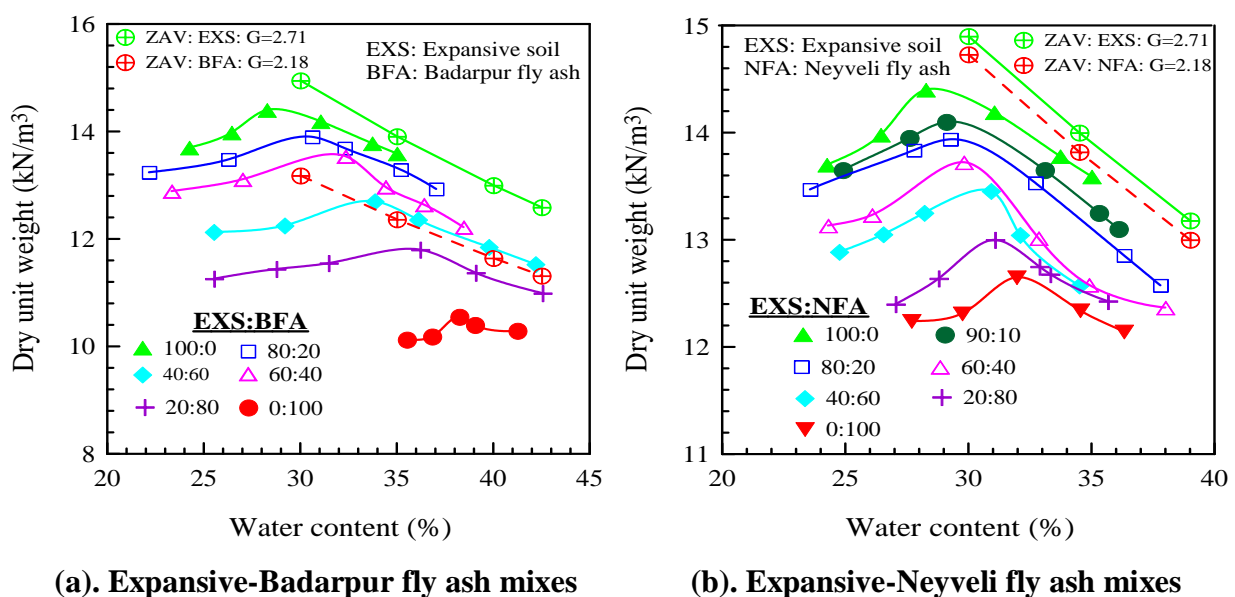 16
14
12
10
8
Dry unit weight (kN/m3)
ZAV: EXS: G=2.71
ZAV: BFA: G=2.18
EXS: Expansive soil
BFA: Badarpur fly ash
EXS:BFA
100:0
80:20
40:60
60:40
20:80
0:100
20
25
30
35
40
45
Water content (%)
(a). Expansive-Badarpur fly ash mixes
15
14
13
12
11
Dry unit weight (kN/m3)
EXS: Expansive soil
NFA: Neyveli fly ash
ZAV: EXS: G=2.71
ZAV: NFA: G=2.18
EXS:NFA
100:0
90:10
80:20
60:40
40:60
20:80
0:100
20
25
30
35
40
Water content (%)
(b). Expansive-Neyveli fly ash mixes